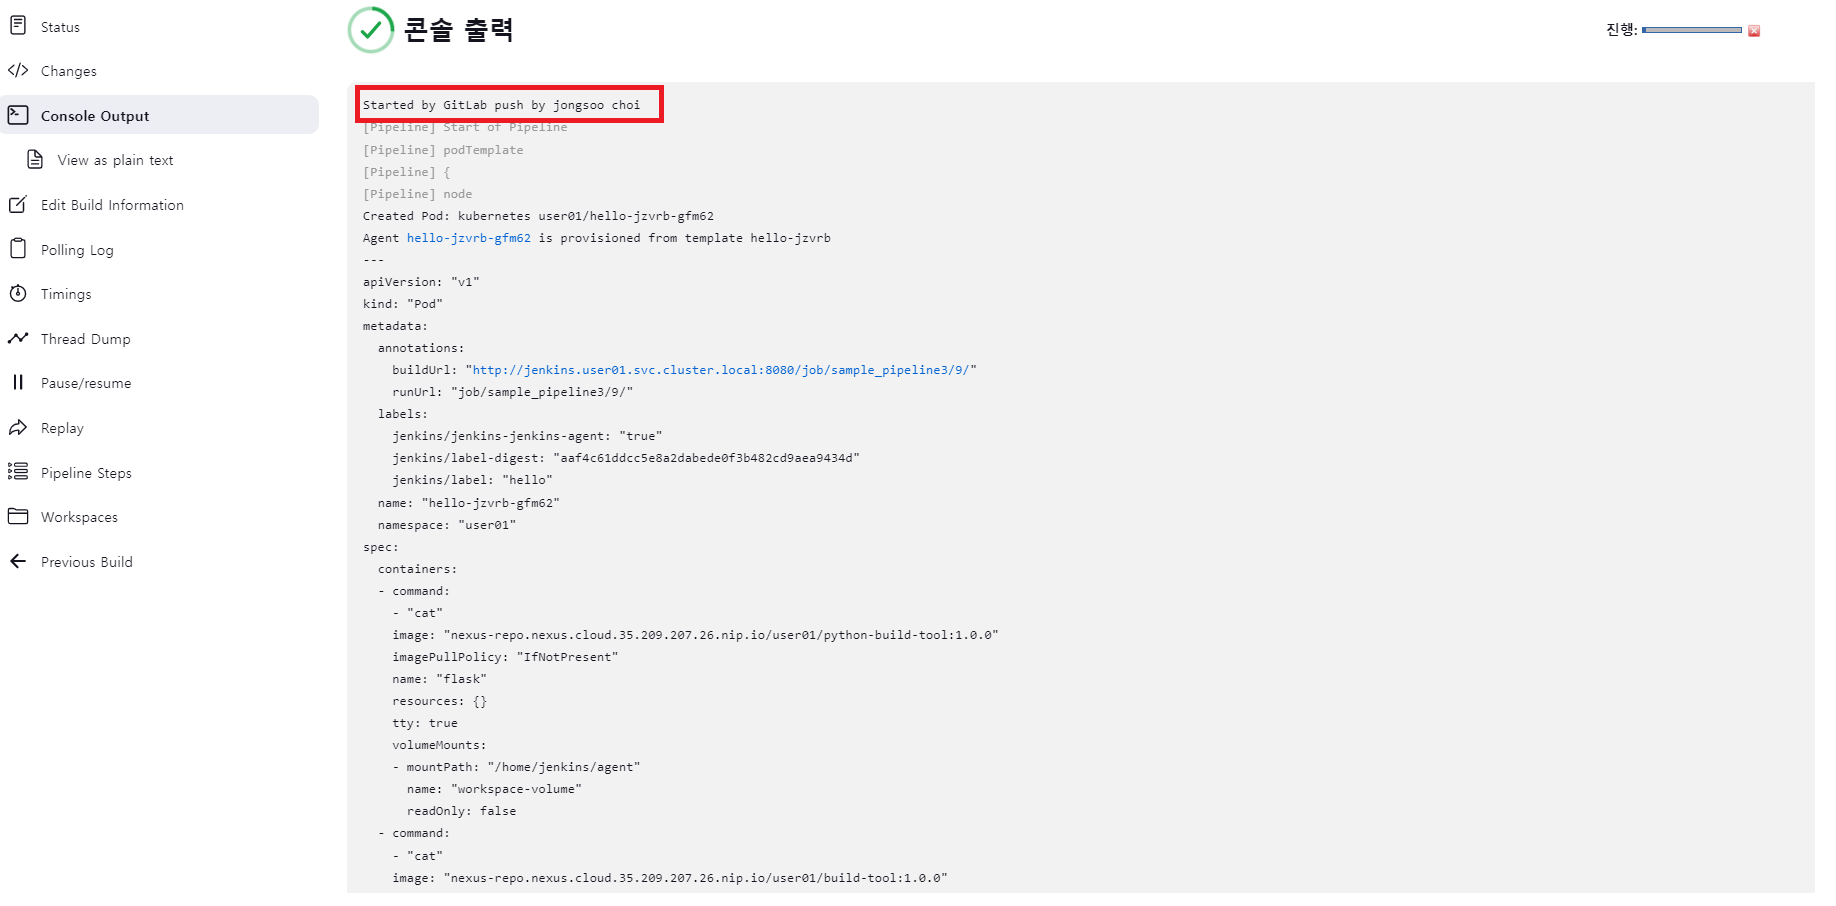 Status
Changes
Console Output
View as plain text
Edit Build Information
Polling Log
Timings
Thread Dump
Pause/resume
Replay
Pipeline Steps
Workspaces
Previous Build
콘솔 출력
진행:
Started by GitLab push by jongsoo choi
[Pipeline] Start of Pipeline
[Pipeline] podTemplate
[Pipeline] {
[Pipeline] node
Created Pod: kubernetes user01/hello-jzvrb-gfm62
Agent hello-jzvrb-gfm62 is provisioned from template hello-jzvrb
---
apiVersion: "v1"
kind: "Pod"
metadata:
  annotations:
    buildUrl: "http://jenkins.user01.svc.cluster.local:8080/job/sample_pipeline3/9/"
    runUrl: "job/sample_pipeline3/9/"
  labels:
    jenkins/jenkins-jenkins-agent: "true"
    jenkins/label-digest: "aaf4c61ddcc5e8a2dabede0f3b482cd9aea9434d"
    jenkins/label: "hello"
  name: "hello-jzvrb-gfm62"
  namespace: "user01"
spec:
  containers:
  - command:
    - "cat"
    image: "nexus-repo.nexus.cloud.35.209.207.26.nip.io/user01/python-build-tool:1.0.0"
    imagePullPolicy: "IfNotPresent"
    name: "flask"
    resources: {}
    tty: true
    volumeMounts:
    - mountPath: "/home/jenkins/agent"
      name: "workspace-volume"
      readOnly: false
  - command:
    - "cat"
    image: "nexus-repo.nexus.cloud.35.209.207.26.nip.io/user01/build-tool:1.0.0"